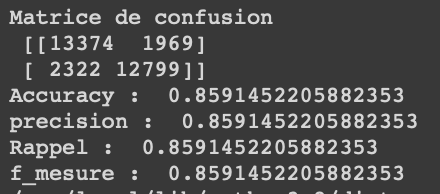 Matrice de confusion
[[13374 1969]
[ 2322 12799]]
Accuracy : 0.8591452205882353
precision : 0.8591452205882353
Rappel : 0.8591452205882353
f_mesure : 0.8591452205882353